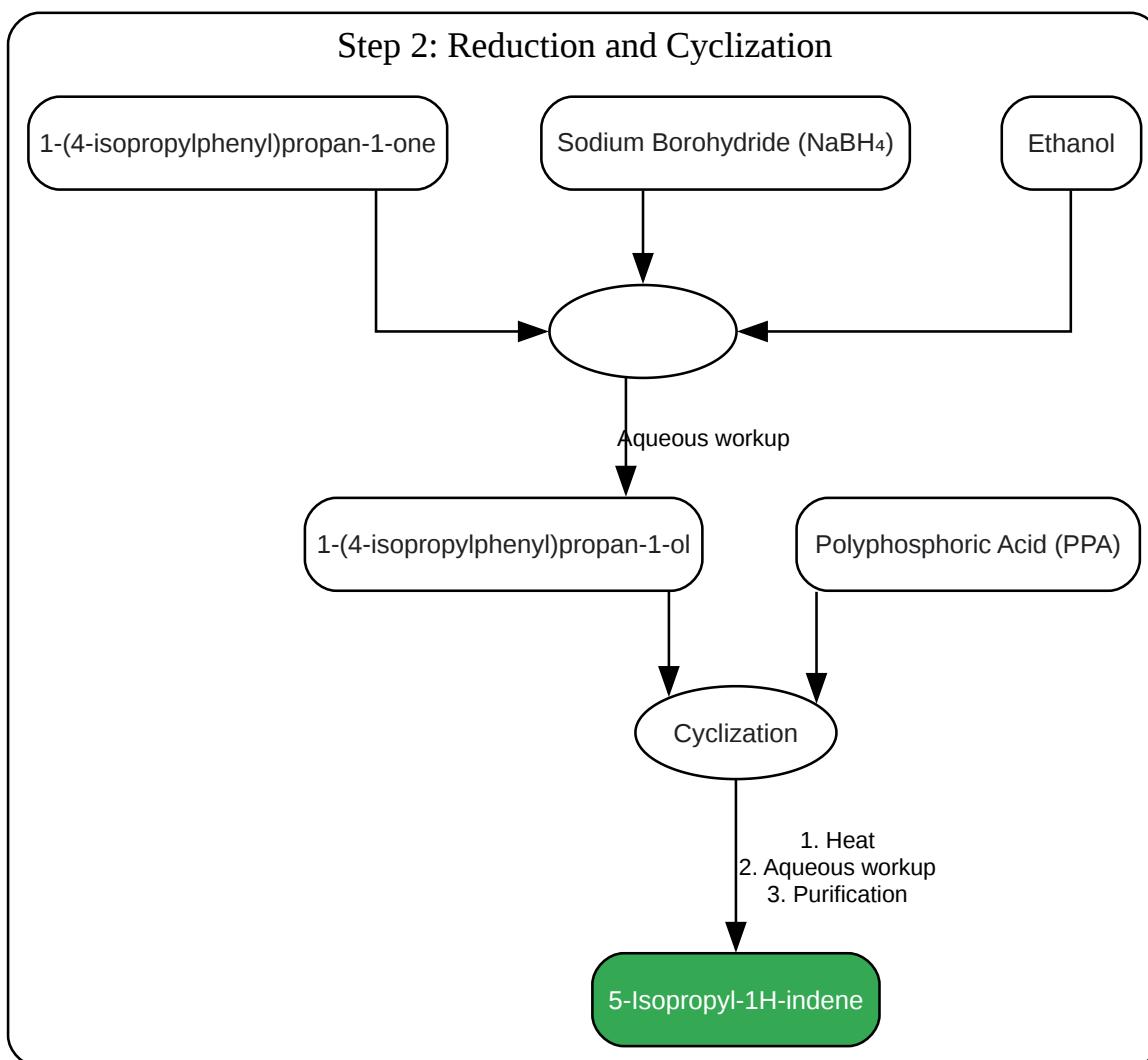 Step 2: Reduction and Cyclization
1-(4-isopropylphenyl)propan-1-one
Sodium Borohydride (NaBH₄)
Ethanol
Aqueous workup
1-(4-isopropylphenyl)propan-1-ol
Polyphosphoric Acid (PPA)
Cyclization
1. Heat
2. Aqueous workup
3. Purification
5-Isopropyl-1H-indene